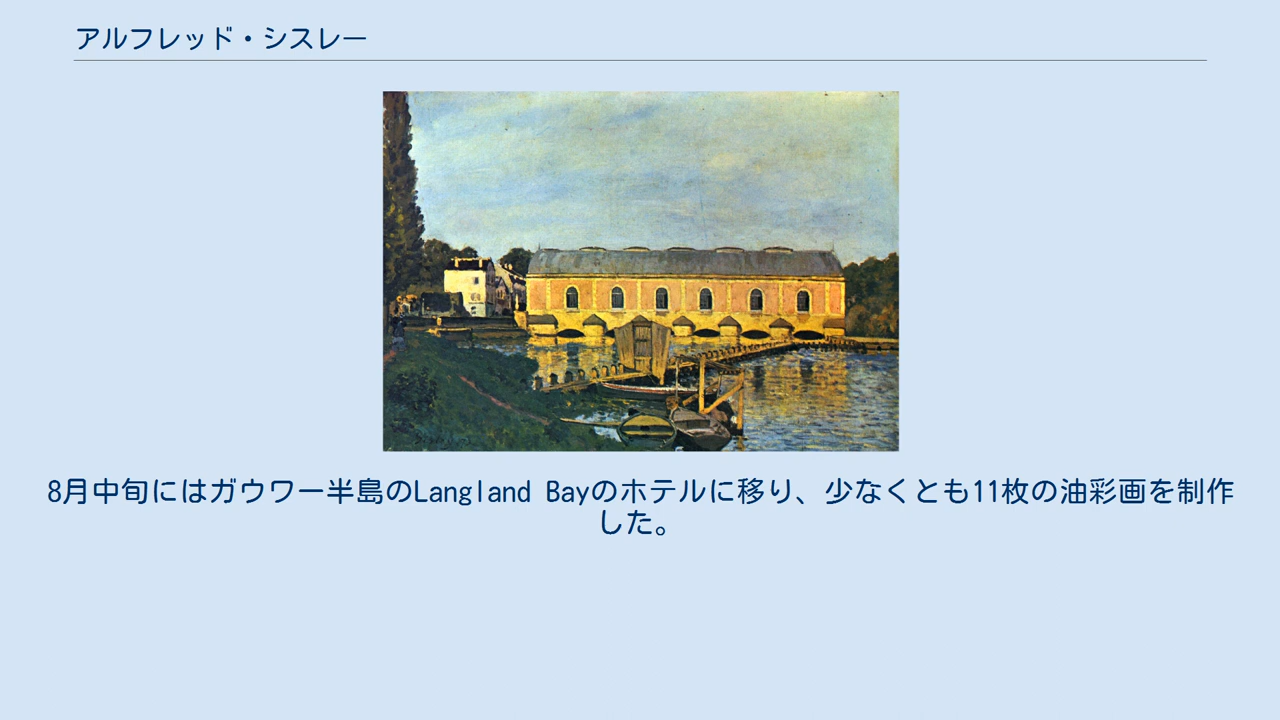 アルフレッド・シスレー
8月中旬にはガウワー半島のLangland Bayのホテルに移り、少なくとも11枚の油彩画を制作
した。